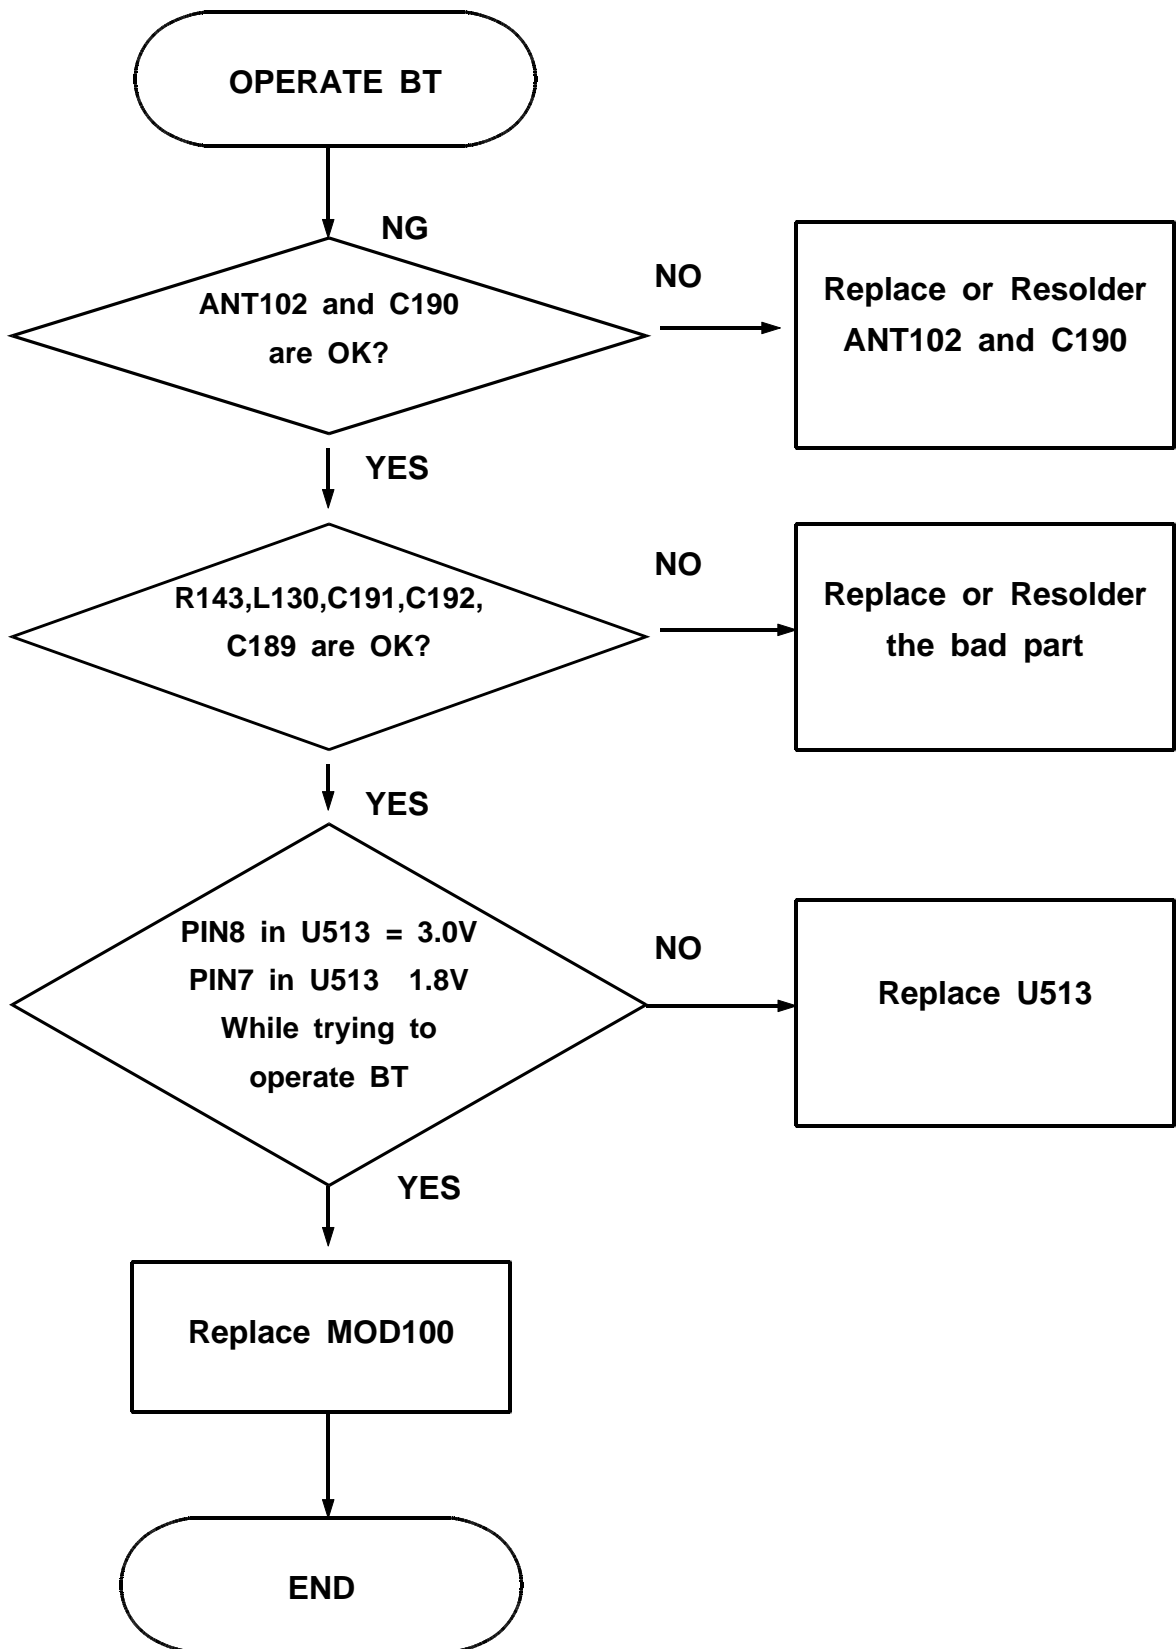 OPERATE BT
NG
ANT102 and C190
are OK?
NO
Replace or Resolder
ANT102 and C190
YES
R143,L130,C191,C192,
C189 are OK?
NO
Replace or Resolder
the bad part
YES
PIN8 in U513 = 3.0V
PIN7 in U513 1.8V
While trying to
operate BT
NO
Replace U513
YES
Replace MOD100
END